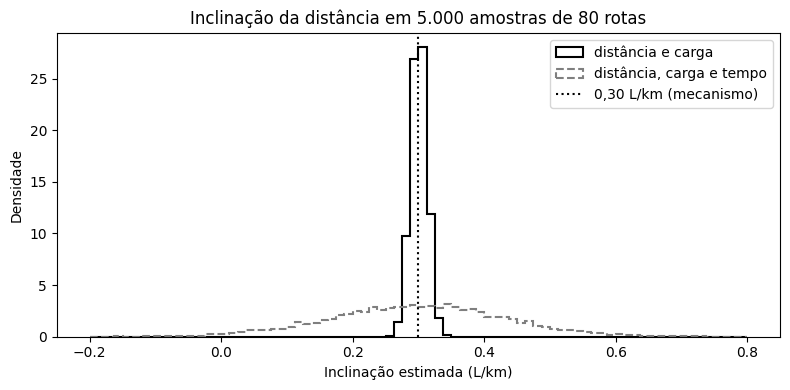 Inclinação da distância em 5.000 amostras de 80 rotas
distância e carga
distância, carga e tempo
0,30 L/km (mecanismo)
Densidade
25
20
15
10
5
0
−0.2
0.0
0.2
0.4
0.6
0.8
Inclinação estimada (L/km)